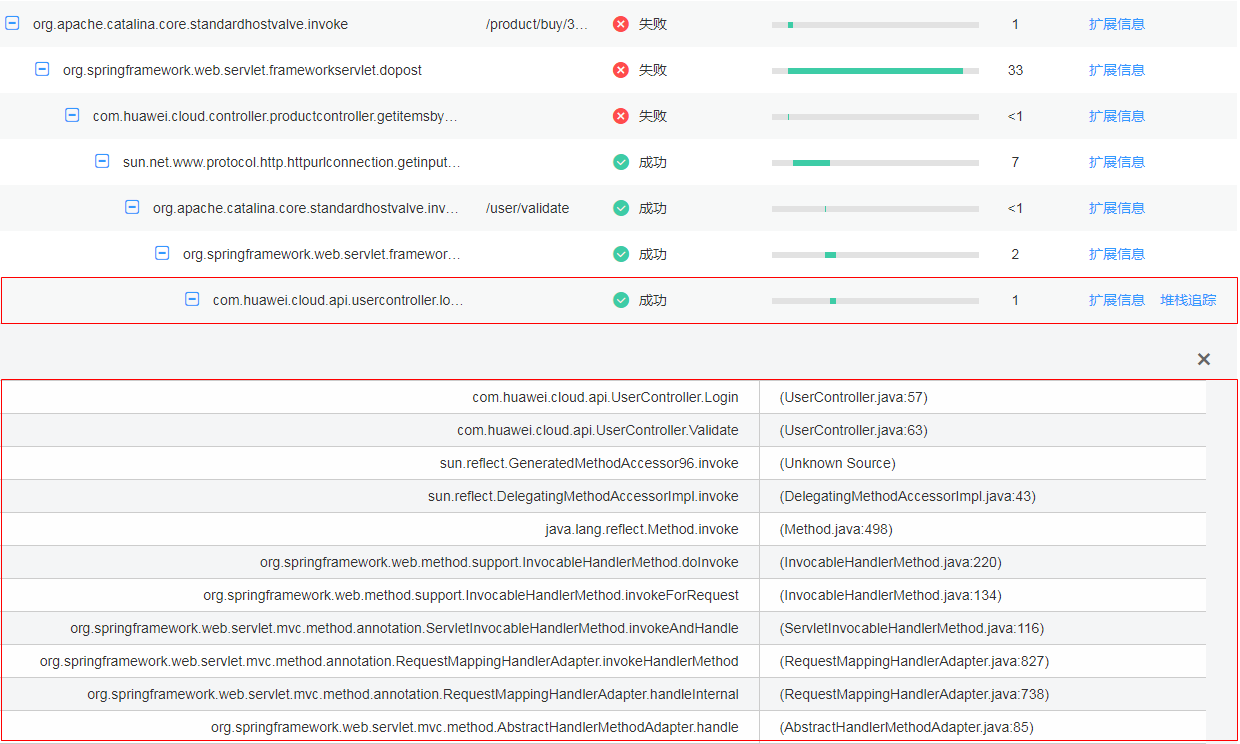 org.apache.catalina.core.standardhostvalve.invoke /product/buy/3... 失败 1 扩展信息
org.springframework.web.servlet.frameworkservlet.dopost 失败 33 扩展信息
com.huawei.cloud.controller.productcontroller.getitemsby... 失败 <1 扩展信息
sun.net.www.protocol.http.httpurlconnection.getinput... 成功 7 扩展信息
org.apache.catalina.core.standardhostvalve.inv... /user/validate 成功 <1 扩展信息
org.springframework.web.servlet.framewor... 成功 2 扩展信息
com.huawei.cloud.api.usercontroller.lo... 成功 1 扩展信息 堆栈追踪
com.huawei.cloud.api.UserController.Login (UserController.java:57)
com.huawei.cloud.api.UserController.Validate (UserController.java:63)
sun.reflect.GeneratedMethodAccessor96.invoke (Unknown Source)
sun.reflect.DelegatingMethodAccessorImpl.invoke (DelegatingMethodAccessorImpl.java:43)
java.lang.reflect.Method.invoke (Method.java:498)
org.springframework.web.method.support.InvocableHandlerMethod.doInvoke (InvocableHandlerMethod.java:220)
org.springframework.web.method.support.InvocableHandlerMethod.invokeForRequest (InvocableHandlerMethod.java:134)
org.springframework.web.servlet.mvc.method.annotation.ServletInvocableHandlerMethod.invokeAndHandle (ServletInvocableHandlerMethod.java:116)
org.springframework.web.servlet.mvc.method.annotation.RequestMappingHandlerAdapter.invokeHandlerMethod (RequestMappingHandlerAdapter.java:827)
org.springframework.web.servlet.mvc.method.annotation.RequestMappingHandlerAdapter.handleInternal (RequestMappingHandlerAdapter.java:738)
org.springframework.web.servlet.mvc.method.AbstractHandlerMethodAdapter.handle (AbstractHandlerMethodAdapter.java:85)